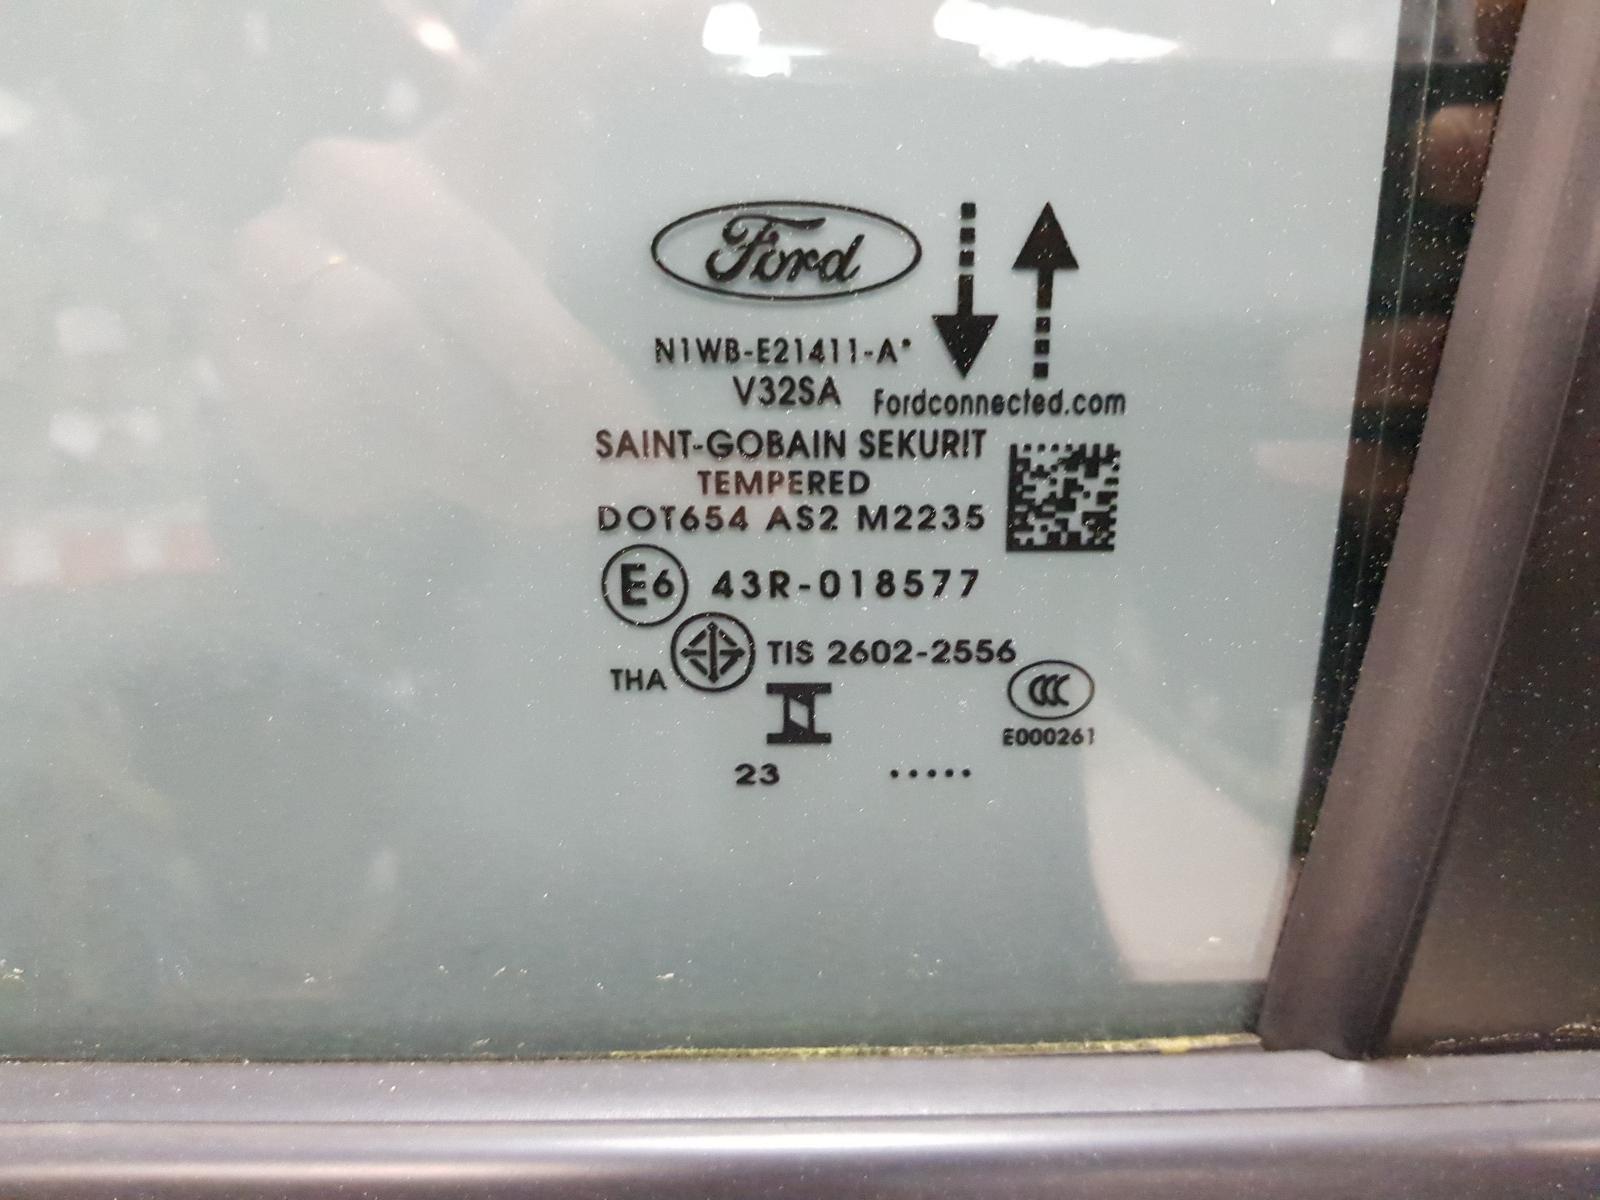 Ford
N1WB-E21411-A•
V32SA
Fordconnected.com
SAINT-GOBAIN SEKURIT
TEMPERED
DOT654 AS2 M2235
E6 43R-018577
THA TIS 2602-2556
CCC
E000261
23 .....